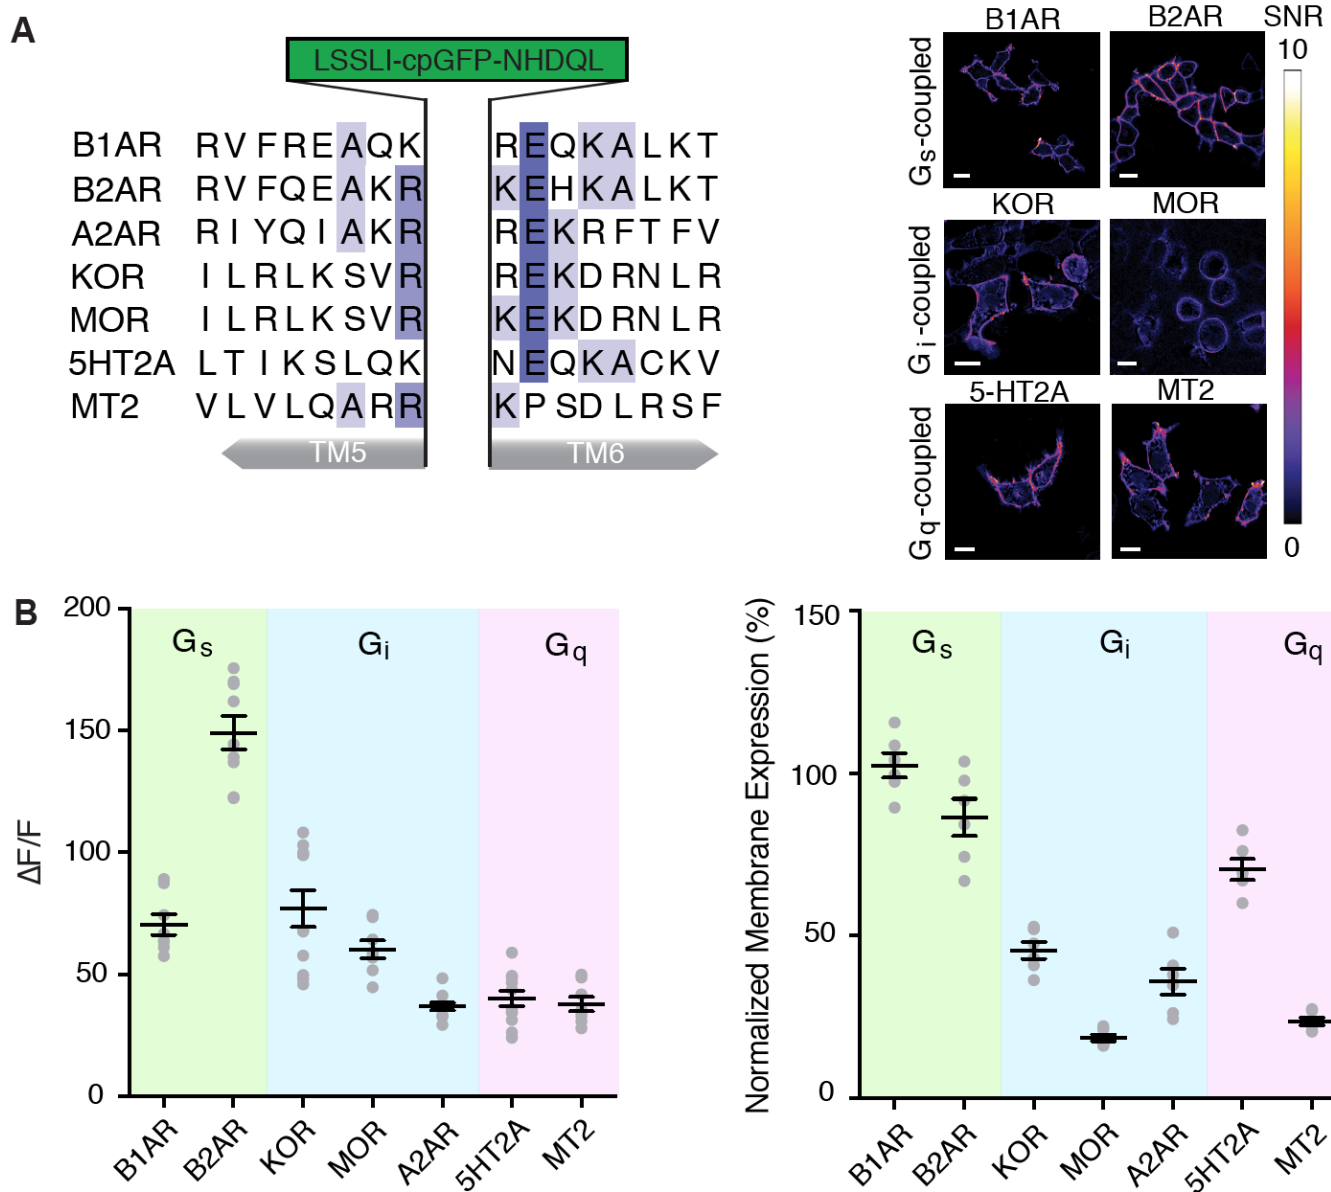 A
LSSLI-cpGFP-NHDQL
B1AR RVFREAQK REQKALKT
B2AR RVFQEAKR KEHKALKT
A2AR RIYQIAKR REKRFTFV
KOR ILRLKSVR REKDRNLR
MOR ILRLKSVR KEKDRNLR
5HT2A LTIKSLQK NEQKACKV
MT2 VLVLQARR KPSDLRSF
TM5 TM6
B1AR B2AR SNR
10
Gs-coupled
KOR MOR
Gi-coupled
5-HT2A MT2
Gq-coupled
0
B
ΔF/F
200
150
100
50
0
Gs Gi Gq
B1AR B2AR KOR MOR A2AR 5HT2A MT2
Normalized Membrane Expression (%)
150
100
50
0
Gs Gi Gq
B1AR B2AR KOR MOR A2AR 5HT2A MT2